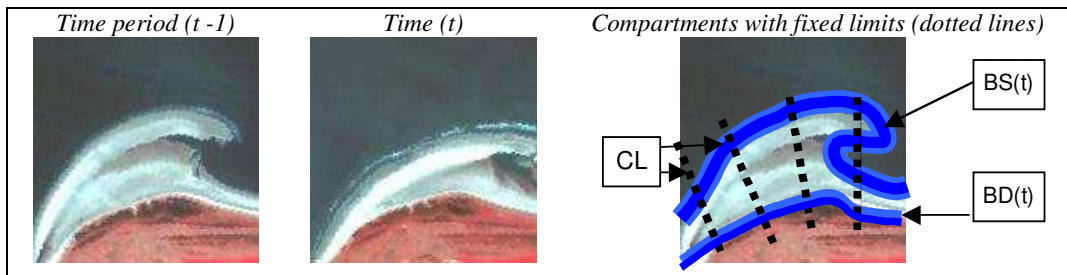 Time period (t -1) Time (t) Compartments with fixed limits (dotted lines)
BS(t)
CL
BD(t)